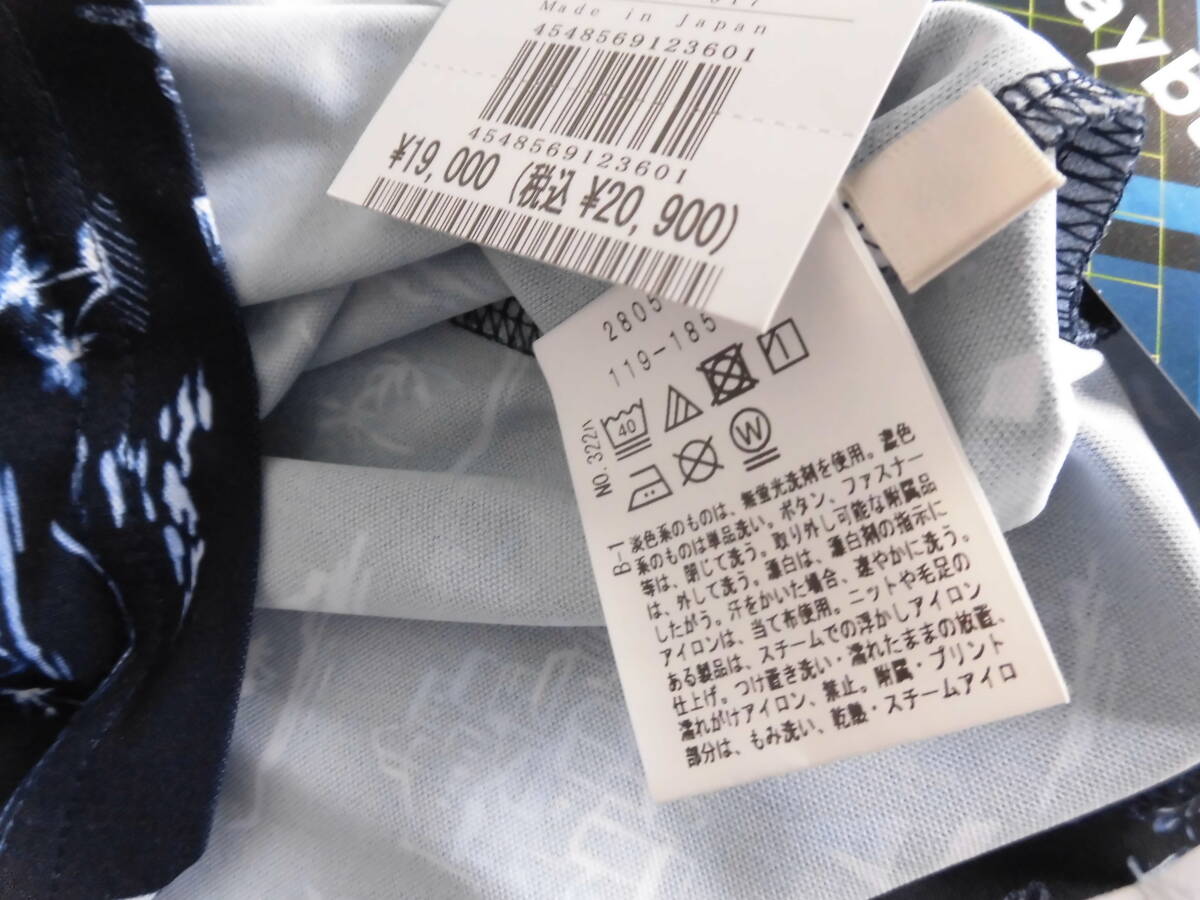 Made in Japan
4548569123601
4548569123601
¥19,000 (税込 ¥20,900)
2805
119-185
40
W
NO. 322ハ
B-1 淡色系のものは、無蛍光洗剤を使用。濃色
系のものは単品洗い。ボタン、ファスナー
等は、閉じて洗う。取り外し可能な附属品
は、外して洗う。漂白は、漂白剤の指示に
したがう。汗をかいた場合、速やかに洗う。
アイロンは、当て布使用。ニットや毛足の
ある製品は、スチームでの浮かしアイロン
仕上げ。つけ置き洗い・濡れたままの放置、
濡れがけアイロン、禁止。附属・プリント
部分は、もみ洗い、乾熱・スチームアイロ